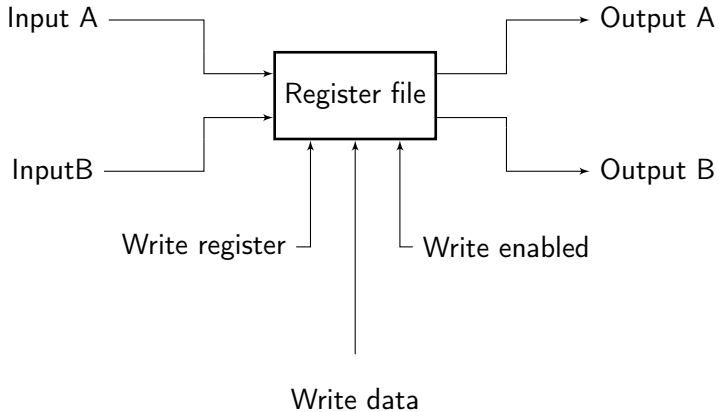 Input A
Output A
Register file
InputB
Output B
Write register
Write enabled
Write data